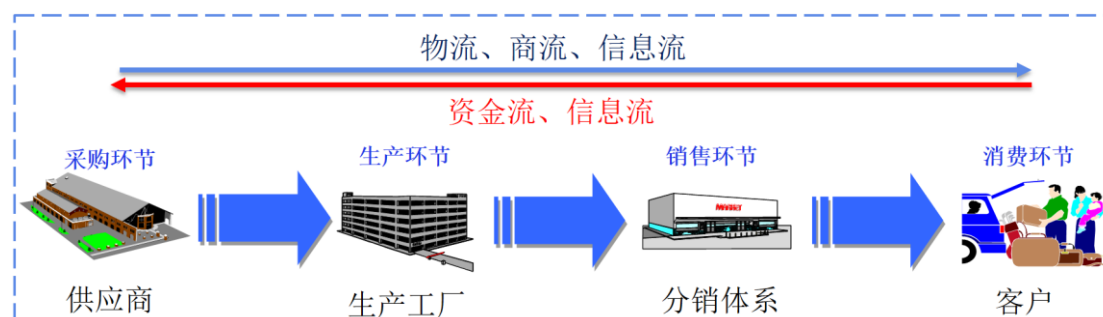 物流、商流、信息流
资金流、信息流
采购环节
生产环节
销售环节
消费环节
供应商
生产工厂
分销体系
客户